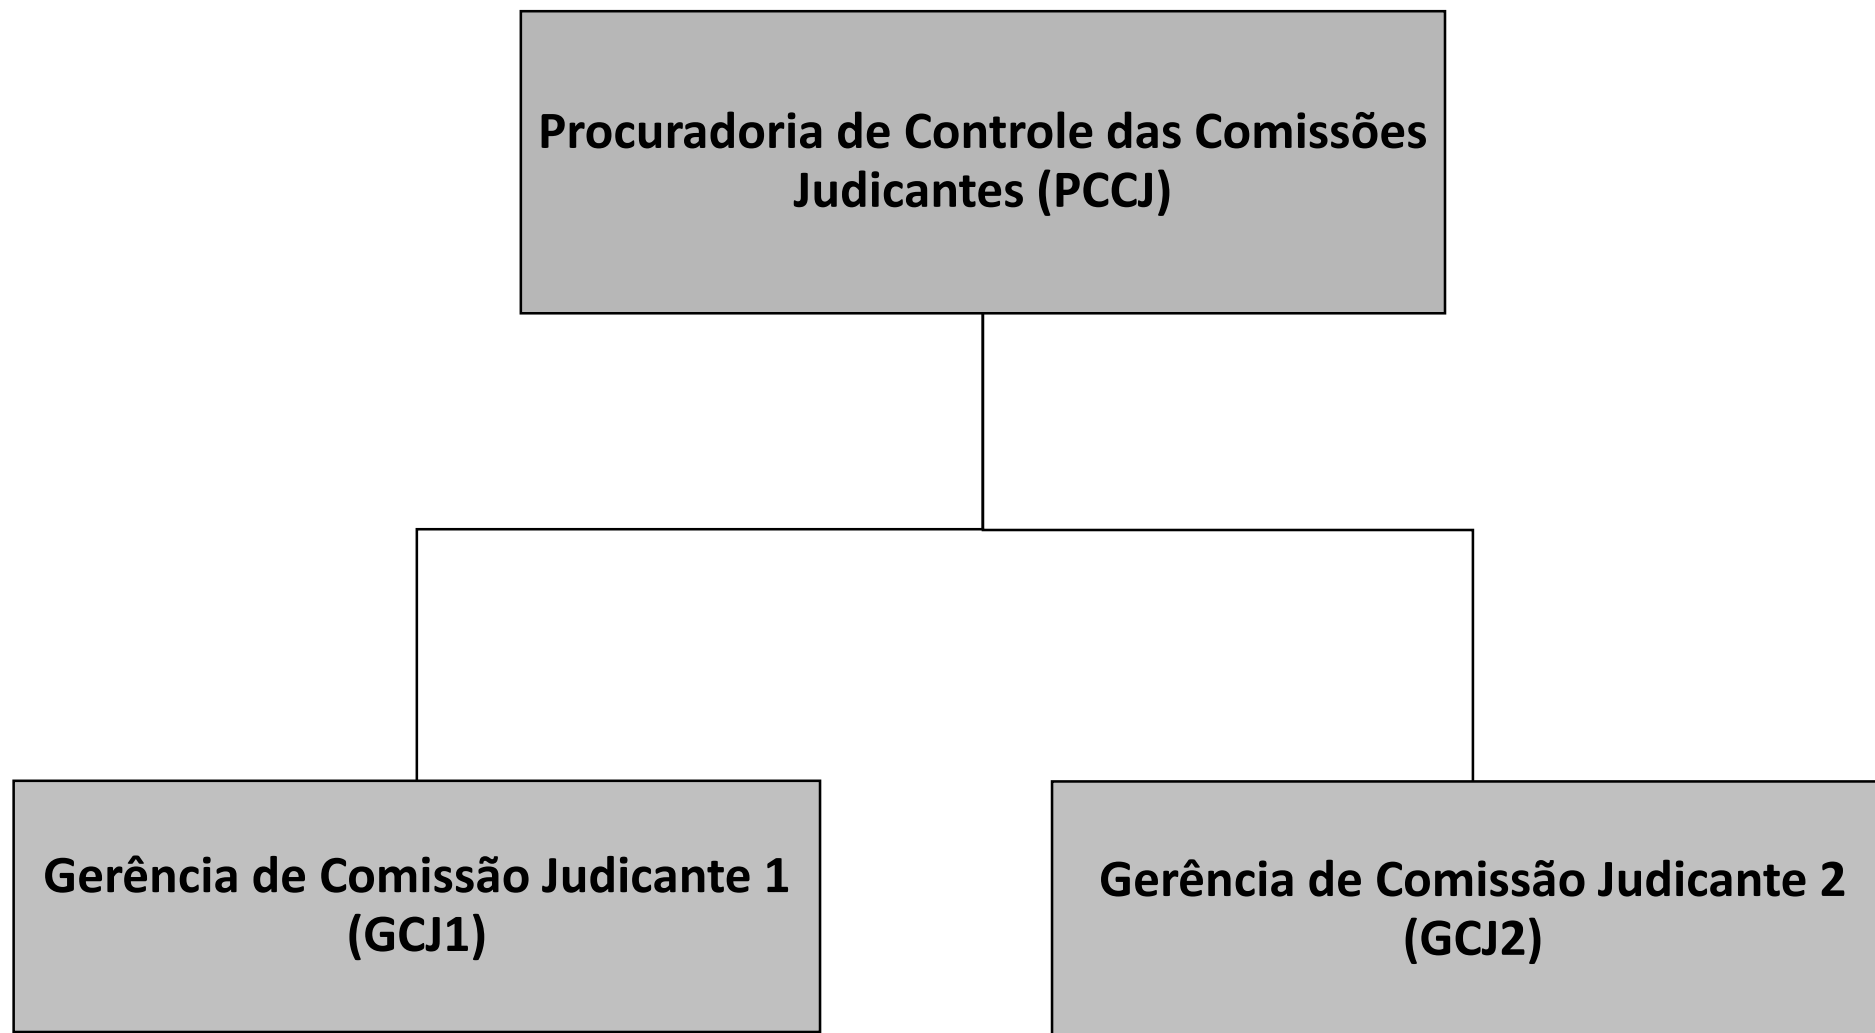 Procuradoria de Controle das Comissões
Judicantes (PCCJ)
Gerência de Comissão Judicante 1
(GCJ1)
Gerência de Comissão Judicante 2
(GCJ2)